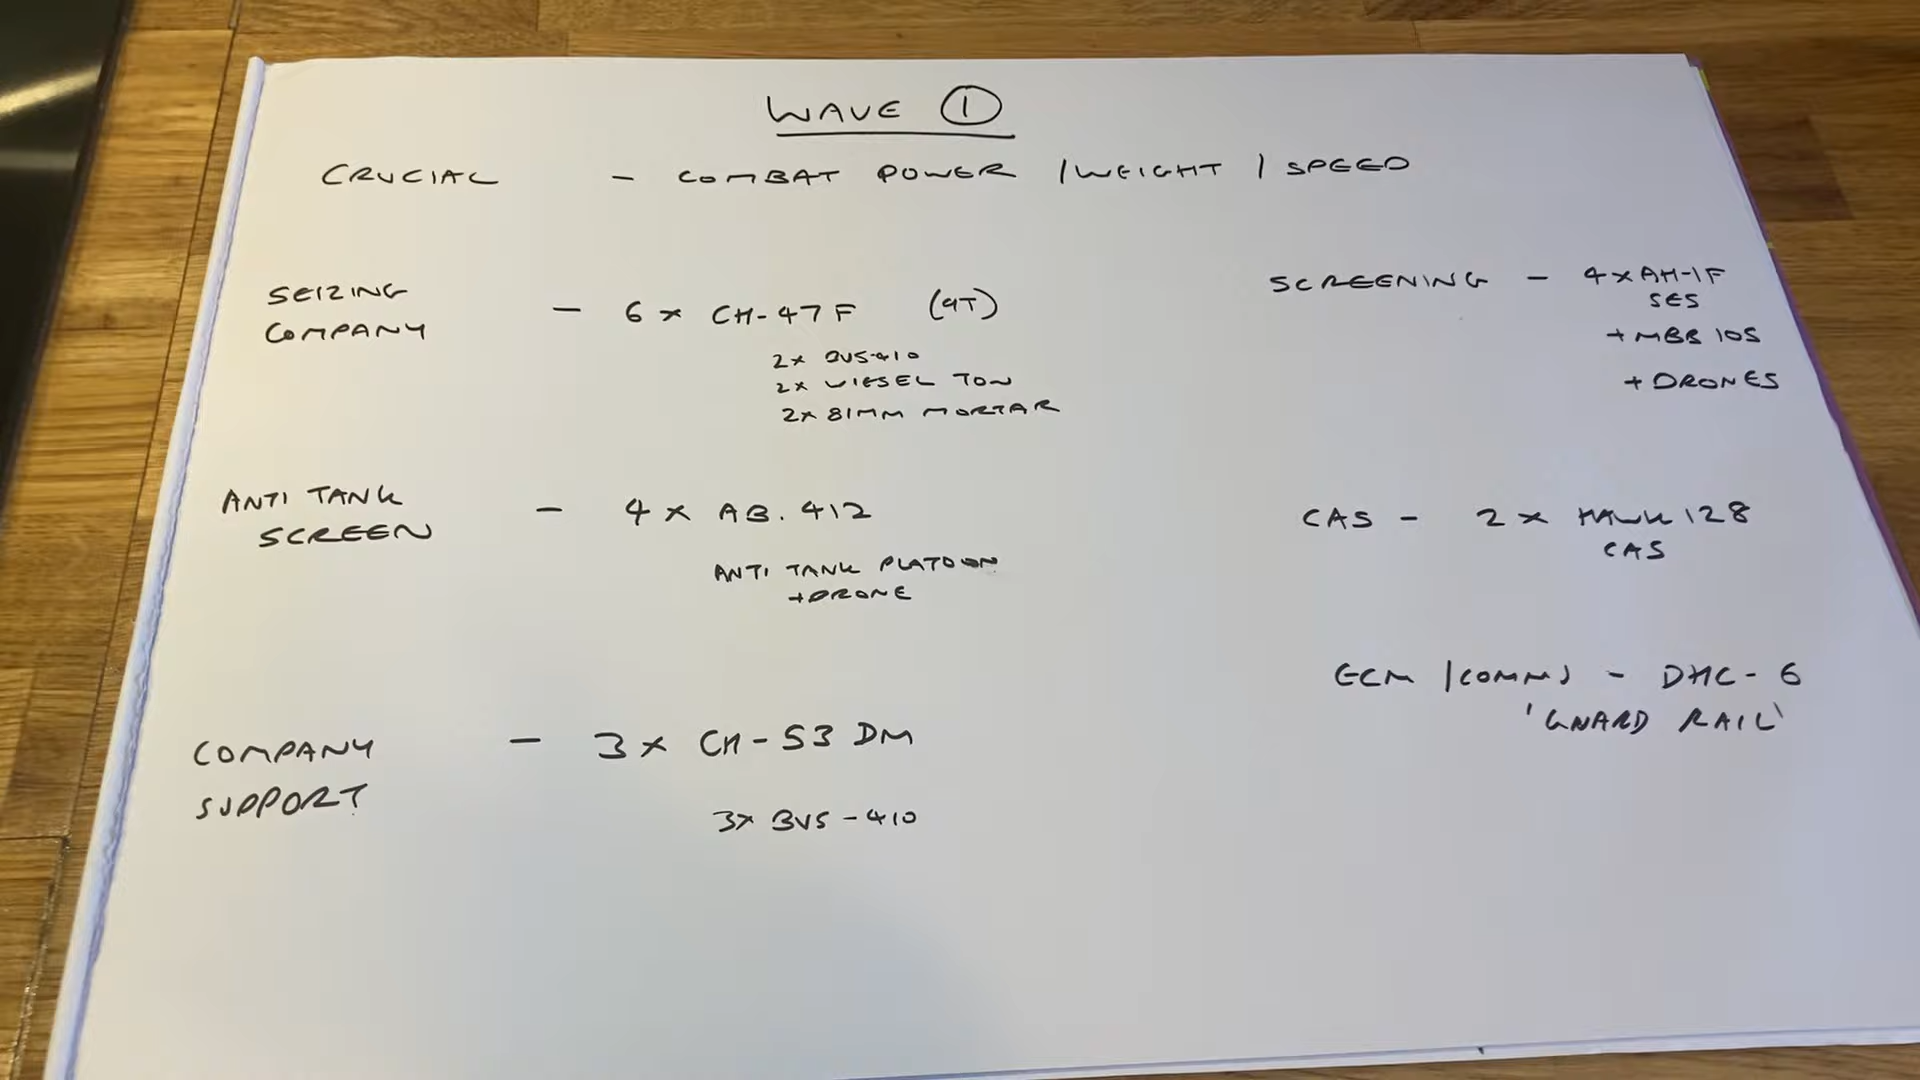 WAVE 1
CRUCIAL - COMBAT POWER / WEIGHT / SPEED
SEIZING
COMPANY
- 6 x CH-47F (9T)
2x BVS-410
2x WIESEL TOW
2x 81MM MORTAR
ANTI TANK
SCREEN
- 4 x AB.412
ANTI TANK PLATOON
+DRONE
COMPANY
SUPPORT
- 3 x CH-53 DM
3x BVS-410
SCREENING - 4xAH-1F
SES
+MBB 105
+DRONES
CAS - 2 x HAWK 128
CAS
ECM /COMMS - DHC-6
'GUARD RAIL'